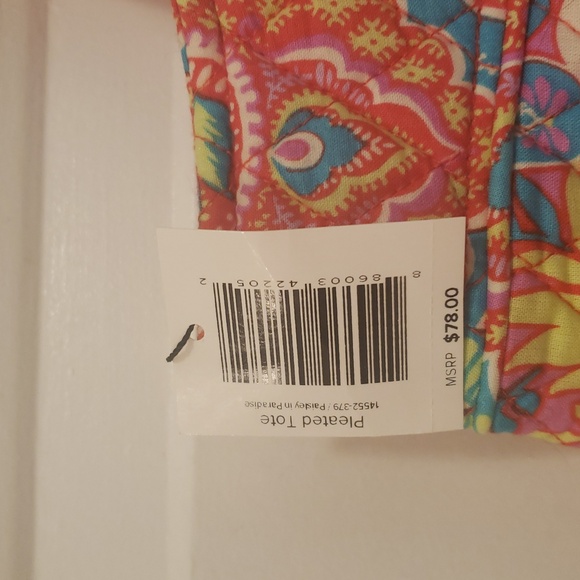 Pleated Tote
14552-379 / Paisley in Paradise
8 86003 42205 2
MSRP $78.00